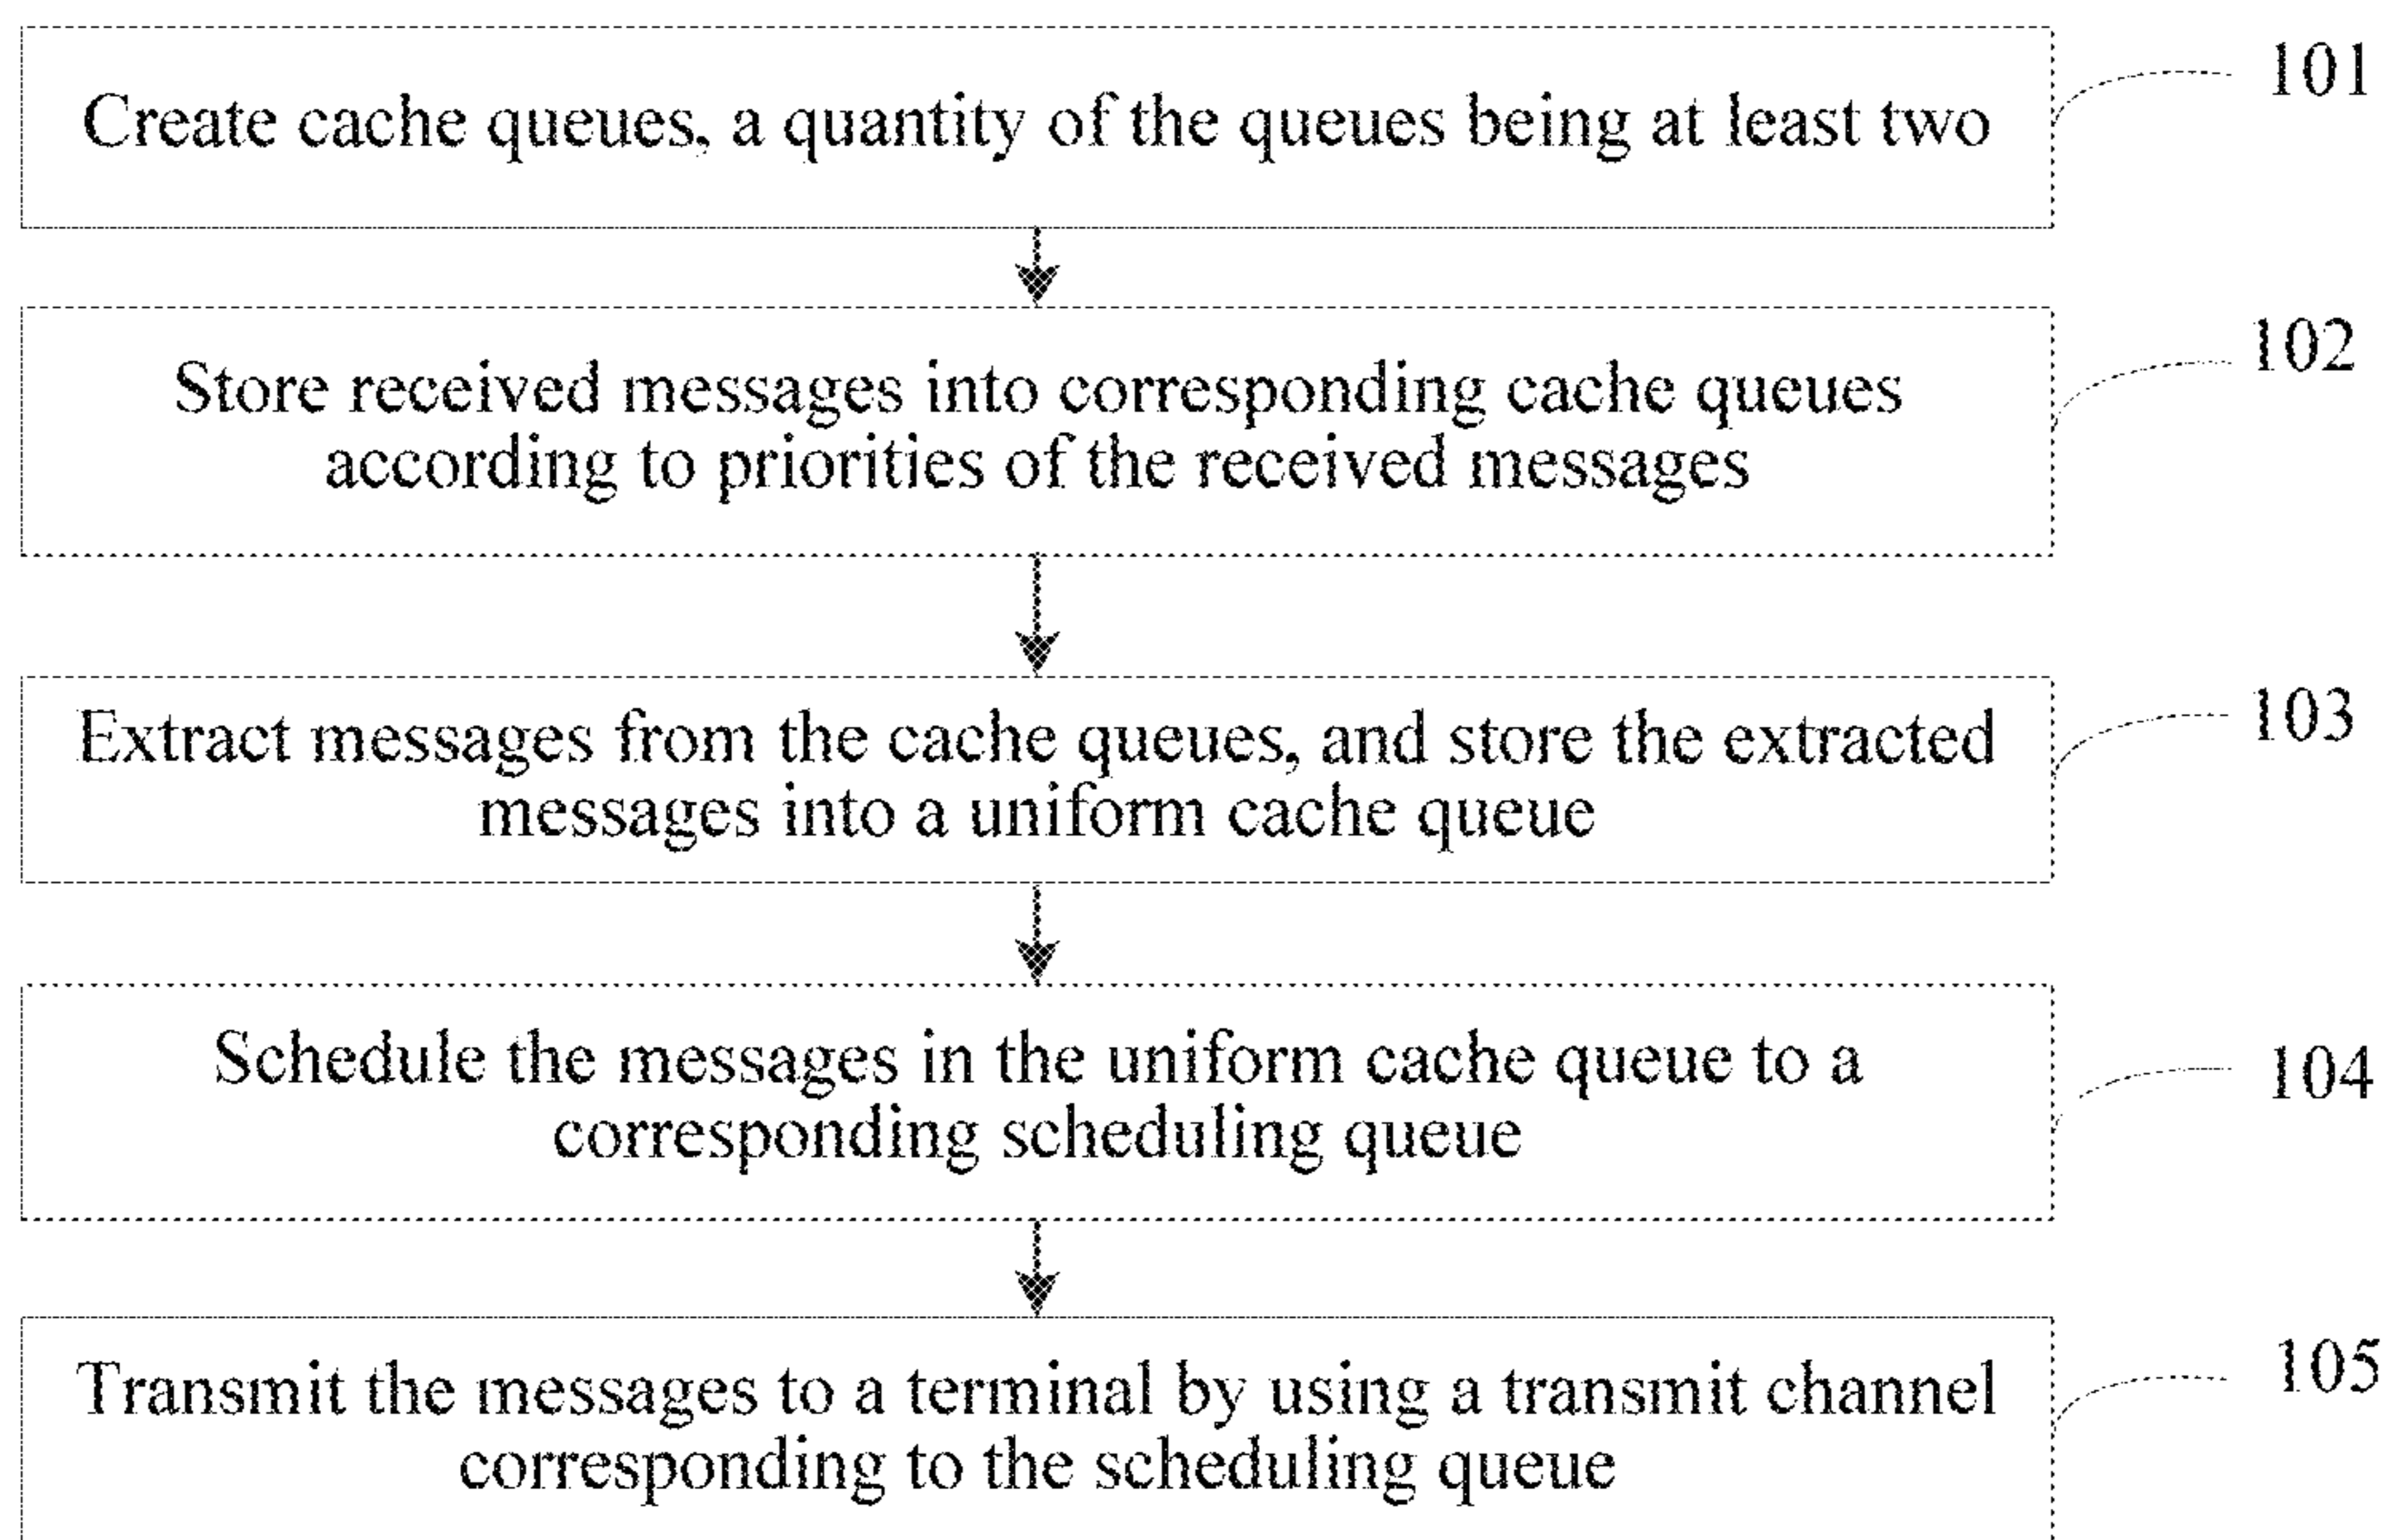 Create cache queues, a quantity of the queues being at least two
101
Store received messages into corresponding cache queues
according to priorities of the received messages
102
Extract messages from the cache queues, and store the extracted
messages into a uniform cache queue
103
Schedule the messages in the uniform cache queue to a
corresponding scheduling queue
104
Transmit the messages to a terminal by using a transmit channel
corresponding to the scheduling queue
105